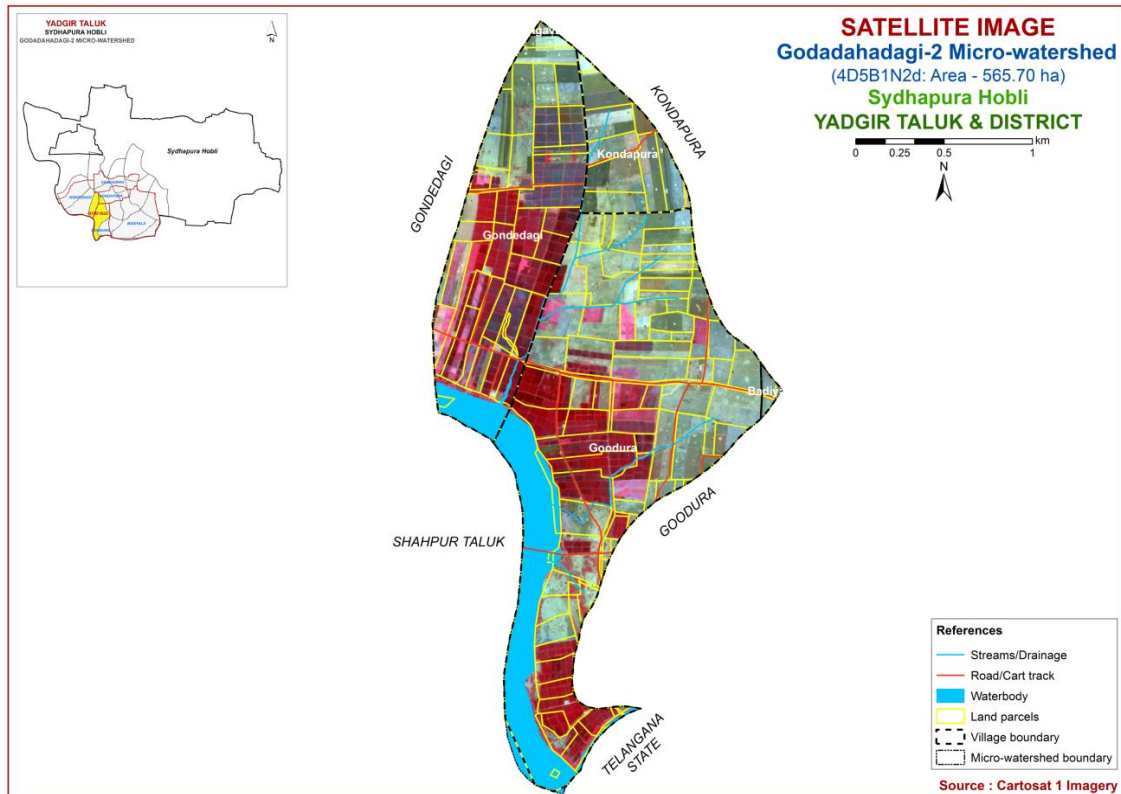 YADGIR TALUK
SYDHAPURA HOBLI
GODADAHADAGI-2 MICRO-WATERSHED
N
Sydhapura Hobli
SATELLITE IMAGE
Godadahadagi-2 Micro-watershed
(4D5B1N2d: Area - 565.70 ha)
Sydhapura Hobli
YADGIR TALUK & DISTRICT
km
0 0.25 0.5 1
N
KONDAPURA
Kondapura
GONDEDAGI
Gondedagi
Badiya
Goodura
GOODURA
SHAHPUR TALUK
TELANGANA
STATE
References
Streams/Drainage
Road/Cart track
Waterbody
Land parcels
Village boundary
Micro-watershed boundary
Source : Cartosat 1 Imagery